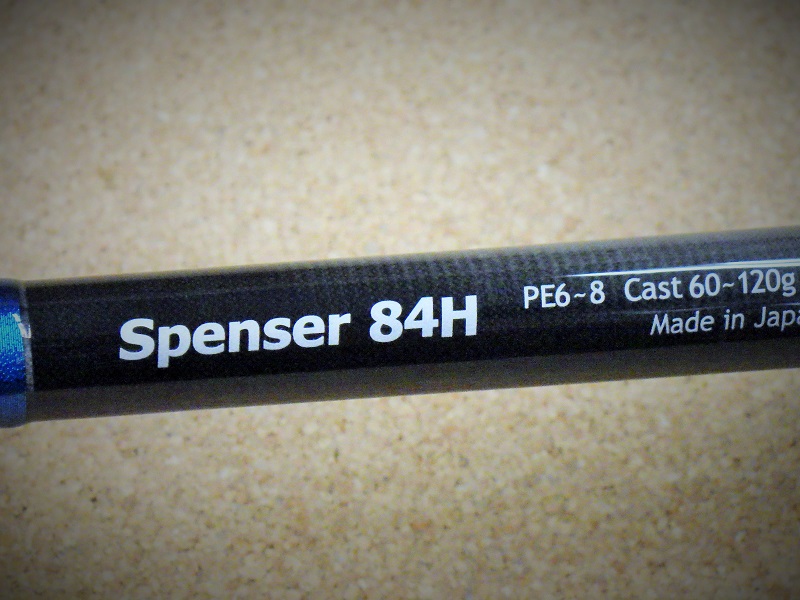 Spenser 84H
PE6~8 Cast 60~120g
Made in Japa